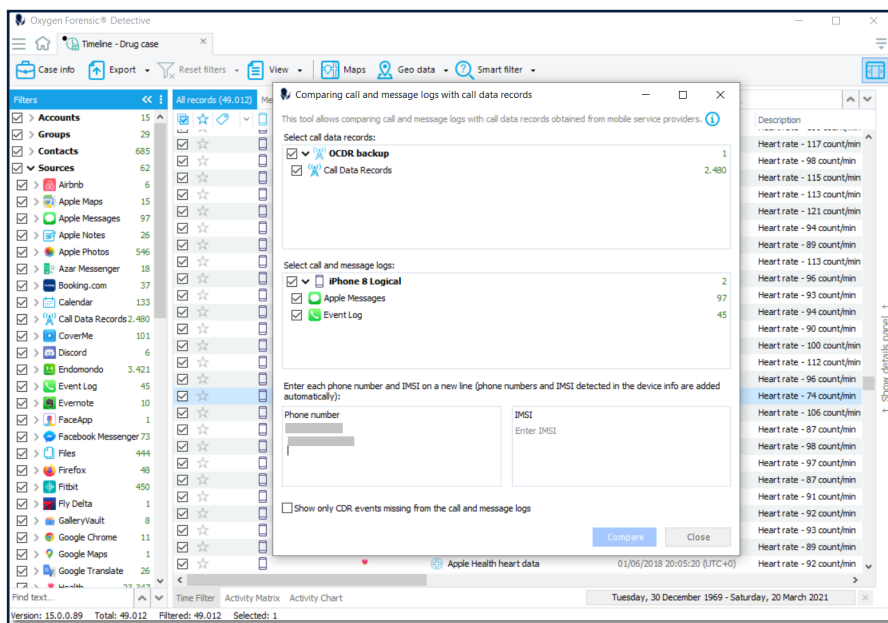 Oxygen Forensic® Detective
Timeline - Drug case
Case info Export Reset filters View Maps Geo data Smart filter
Filters
Accounts 15
Groups 29
Contacts 685
Sources 62
Airbnb 6
Apple Maps 15
Apple Messages 97
Apple Notes 26
Apple Photos 546
Azar Messenger 18
Booking.com 37
Calendar 133
Call Data Records 2.480
CoverMe 101
Discord 6
Endomondo 3.421
Event Log 45
Evernote 10
FaceApp 1
Facebook Messenger 73
Files 444
Firefox 48
Fitbit 450
Fly Delta 1
GalleryVault 8
Google Chrome 11
Google Maps 1
Google Translate 26
Health
Find text...
All records (49.012) Me
Comparing call and message logs with call data records
This tool allows comparing call and message logs with call data records obtained from mobile service providers.
Select call data records:
OCDR backup 1
Call Data Records 2.480
Select call and message logs:
iPhone 8 Logical 2
Apple Messages 97
Event Log 45
Enter each phone number and IMSI on a new line (phone numbers and IMSI detected in the device info are added
automatically):
Phone number
IMSI
Enter IMSI
Show only CDR events missing from the call and message logs
Compare Close
Description
Heart rate - 117 count/min
Heart rate - 98 count/min
Heart rate - 115 count/min
Heart rate - 113 count/min
Heart rate - 121 count/min
Heart rate - 94 count/min
Heart rate - 89 count/min
Heart rate - 113 count/min
Heart rate - 96 count/min
Heart rate - 93 count/min
Heart rate - 94 count/min
Heart rate - 90 count/min
Heart rate - 100 count/min
Heart rate - 112 count/min
Heart rate - 96 count/min
Heart rate - 74 count/min
Heart rate - 106 count/min
Heart rate - 87 count/min
Heart rate - 98 count/min
Heart rate - 97 count/min
Heart rate - 87 count/min
Heart rate - 91 count/min
Heart rate - 92 count/min
Heart rate - 93 count/min
Heart rate - 89 count/min
Apple Health heart data 01/06/2018 20:05:20 (UTC+0) Heart rate - 92 count/min
Show details panel
Time Filter Activity Matrix Activity Chart
Tuesday, 30 December 1969 - Saturday, 20 March 2021
Version: 15.0.0.89 Total: 49.012 Filtered: 49.012 Selected: 1